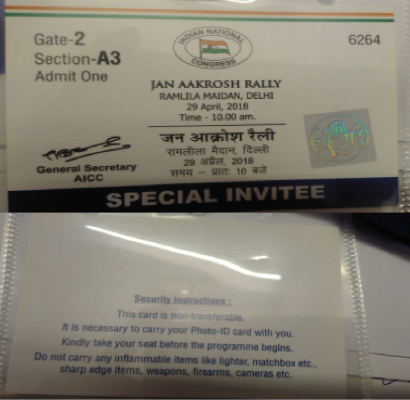 Gate-2
Section-A3
Admit One
INDIAN NATIONAL
CONGRESS
6264
JAN AAKROSH RALLY
RAMLILA MAIDAN, DELHI
29 April, 2018
Time - 10.00 am.
जन आक्रोश रैली
रामलीला मैदान, दिल्ली
29 अप्रैल, 2018
समय – प्रातः 10 बजे
General Secretary
AICC
SPECIAL INVITEE
Security Instructions :
This card is non-transferable.
It is necessary to carry your Photo-ID card with you.
Kindly take your seat before the programme begins.
Do not carry any inflammable items like lighter, matchbox etc.,
sharp edge items, weapons, firearms, cameras etc.